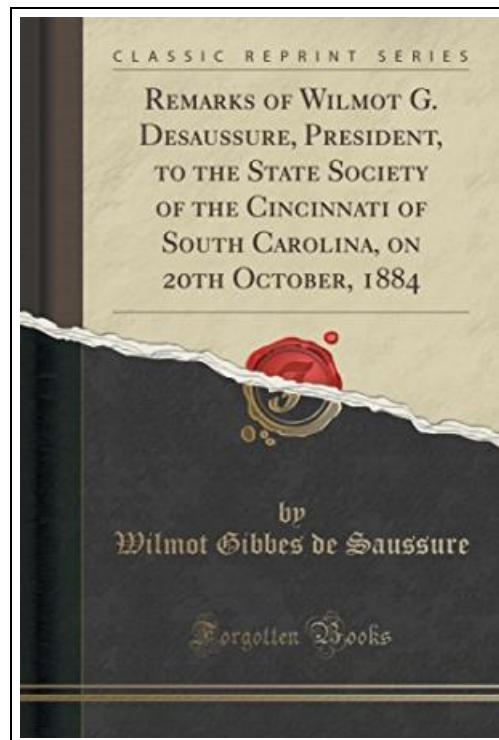 CLASSIC REPRINT SERIES
REMARKS OF WILMOT G.
DESAUSSURE, PRESIDENT,
TO THE STATE SOCIETY
OF THE CINCINNATI OF
SOUTH CAROLINA, ON
20TH OCTOBER, 1884
by
Wilmot Gibbes de Saussure
Forgotten Books